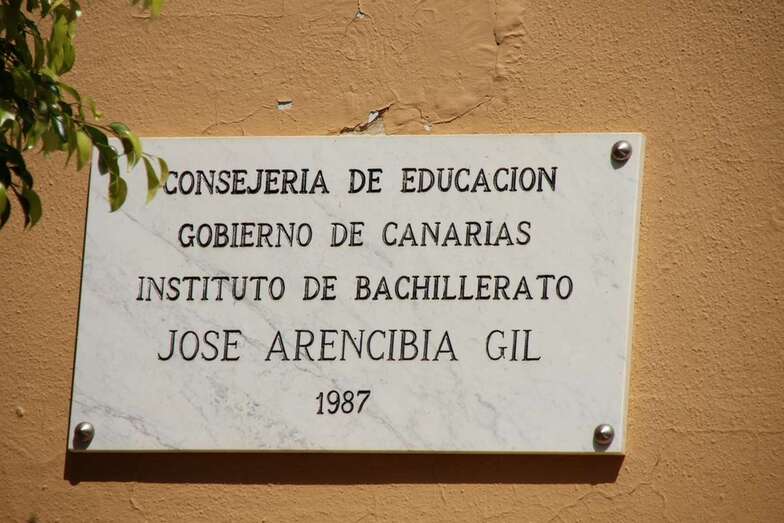 CONSEJERIA DE EDUCACION
GOBIERNO DE CANARIAS
INSTITUTO DE BACHILLERATO
JOSE ARENCIBIA GIL
1987